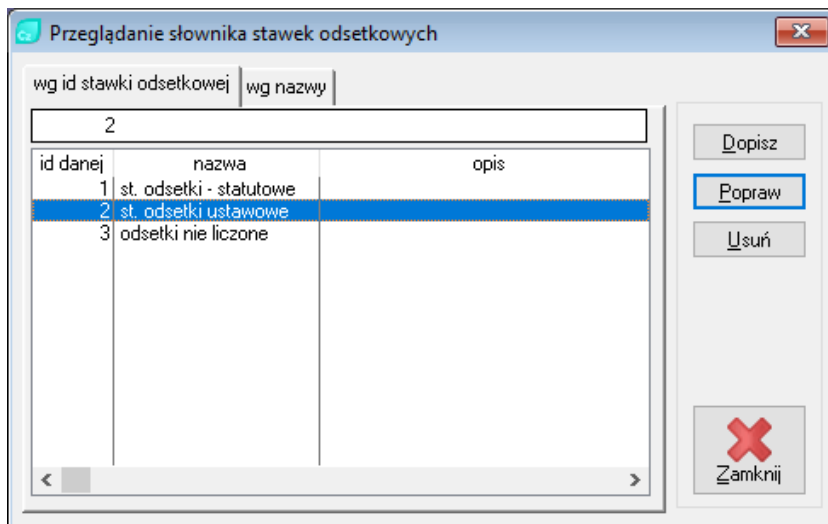 Przeglądanie słownika stawek odsetkowych
wg id stawki odsetkowej wg nazwy
2
id danej nazwa opis
1 st. odsetki - statutowe
2 st. odsetki ustawowe
3 odsetki nie liczone
Dopisz
Popraw
Usuń
Zamknij